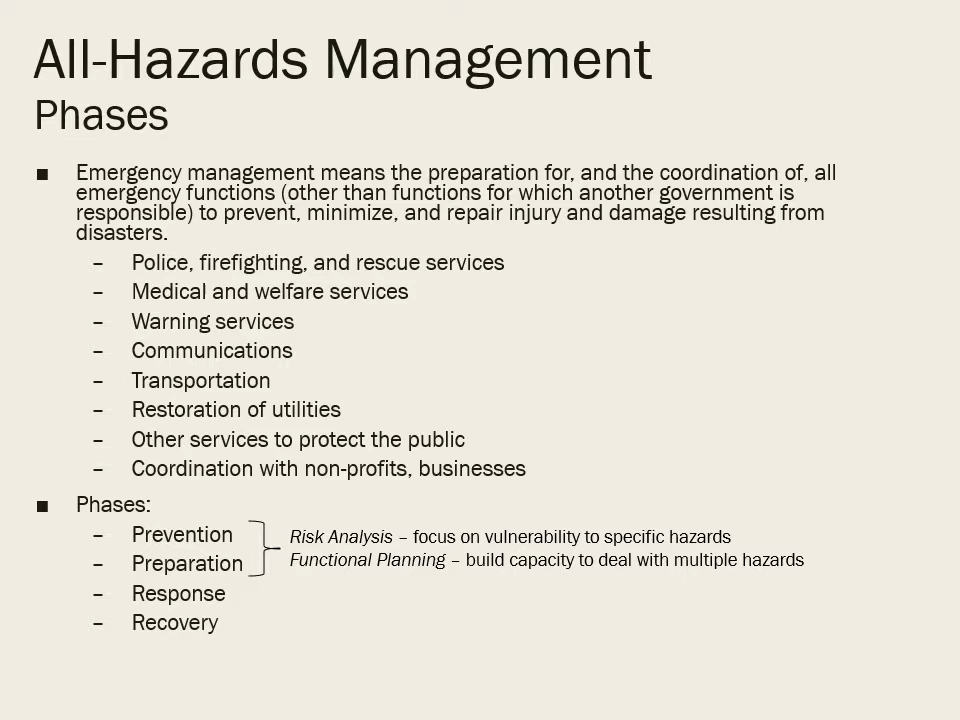 All-Hazards Management
Phases
■ Emergency management means the preparation for, and the coordination of, all
emergency functions (other than functions for which another government is
responsible) to prevent, minimize, and repair injury and damage resulting from
disasters.
– Police, firefighting, and rescue services
– Medical and welfare services
– Warning services
– Communications
– Transportation
– Restoration of utilities
– Other services to protect the public
– Coordination with non-profits, businesses
■ Phases:
– Prevention
– Preparation
Risk Analysis – focus on vulnerability to specific hazards
Functional Planning – build capacity to deal with multiple hazards
– Response
– Recovery